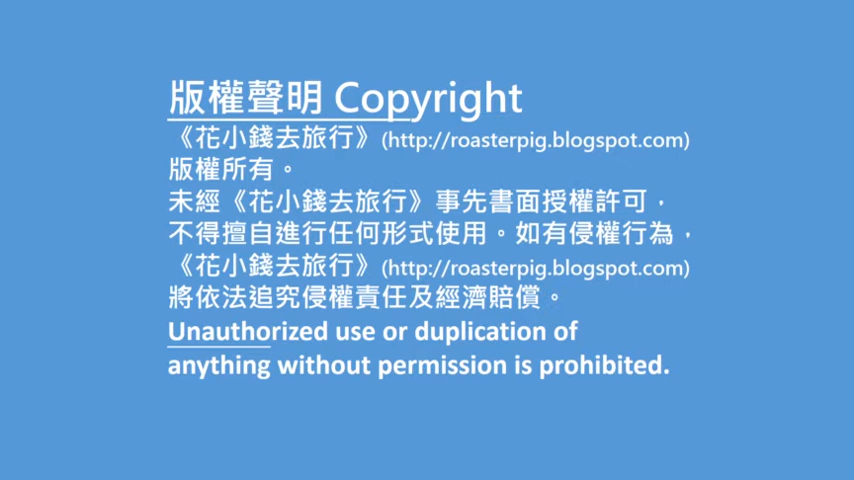 版權聲明 Copyright
《花小錢去旅行》(http://roasterpig.blogspot.com)
版權所有。
未經《花小錢去旅行》事先書面授權許可，
不得擅自進行任何形式使用。如有侵權行為，
《花小錢去旅行》(http://roasterpig.blogspot.com)
將依法追究侵權責任及經濟賠償。
Unauthorized use or duplication of
anything without permission is prohibited.